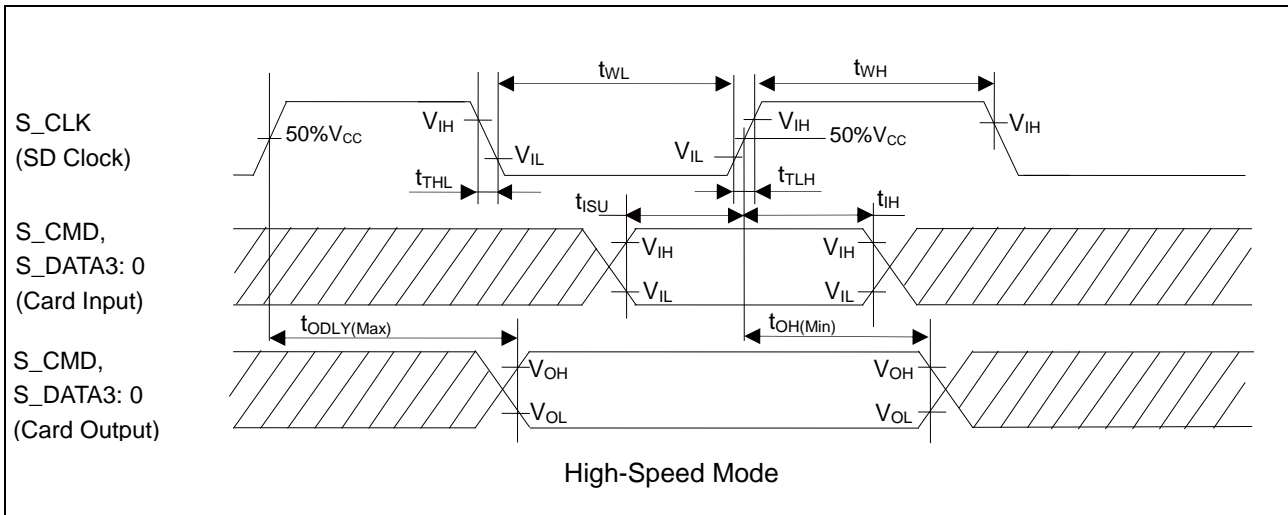 tWL
tWH
S_CLK
(SD Clock)
50%VCC
VIH
VIL
VIL
VIH
50%VCC
VIH
tTHL
tTLH
tISU
tIH
S_CMD,
S_DATA3: 0
(Card Input)
VIH
VIL
VIH
VIL
tODLY(Max)
tOH(Min)
S_CMD,
S_DATA3: 0
(Card Output)
VOH
VOL
VOH
VOL
High-Speed Mode